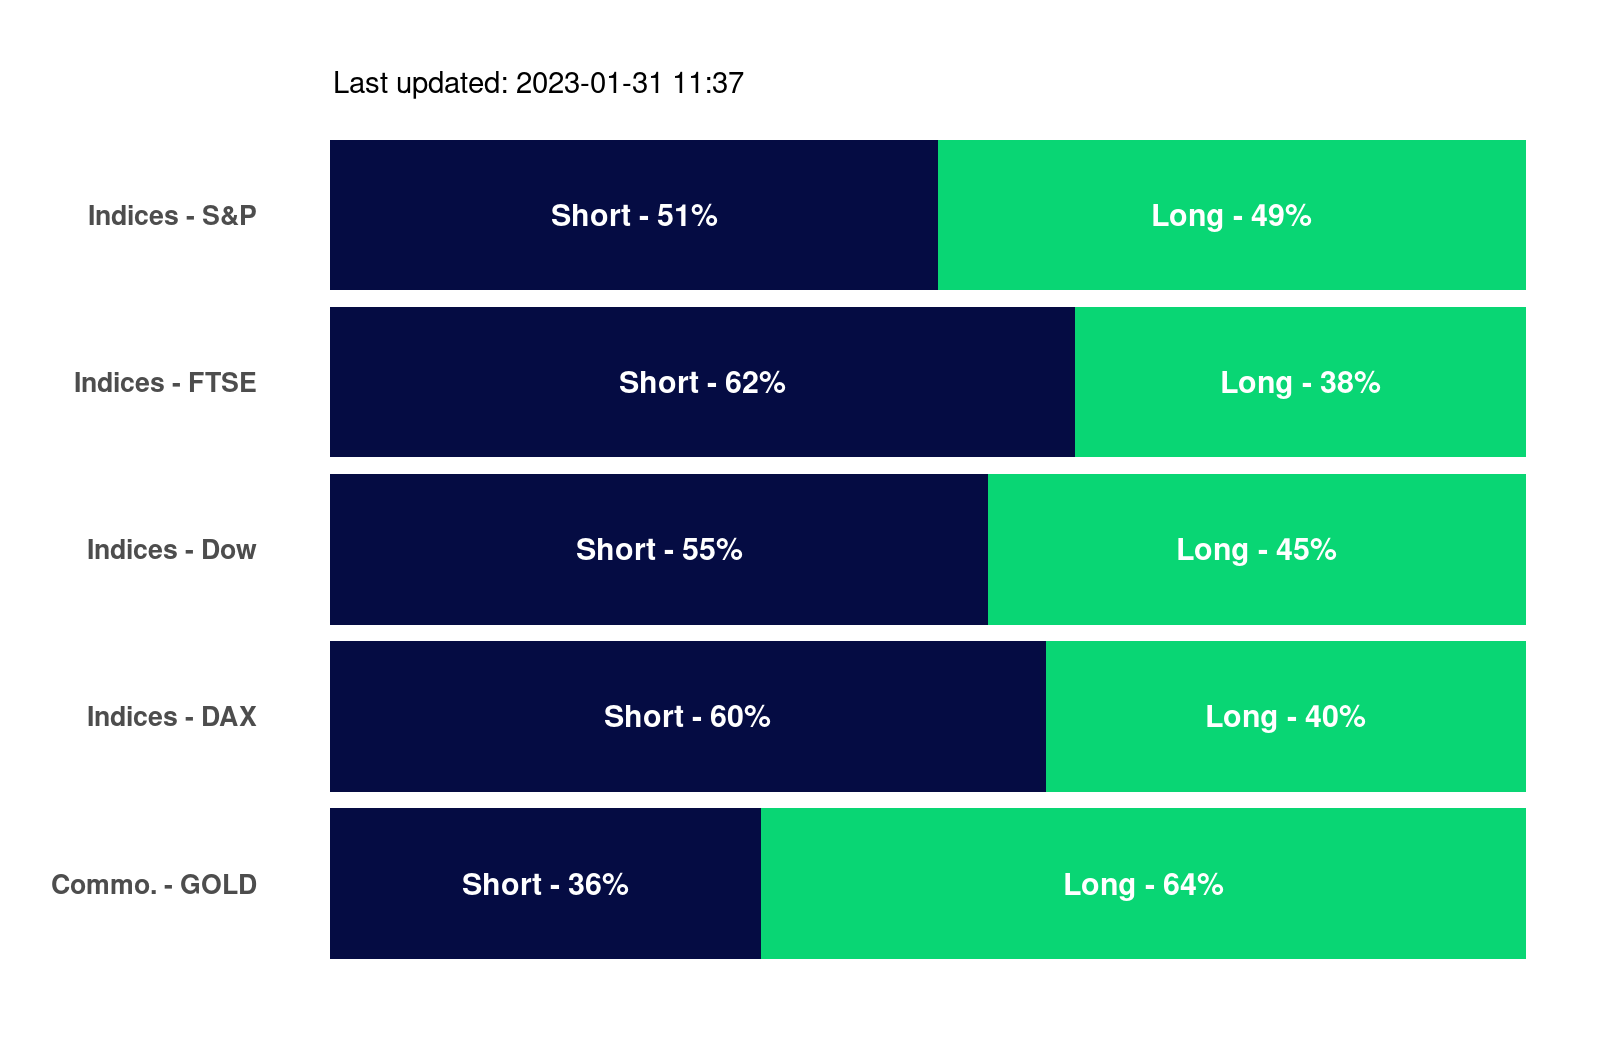 Last updated: 2023-01-31 11:37
Indices - S&P Short - 51% Long - 49%
Indices - FTSE Short - 62% Long - 38%
Indices - Dow Short - 55% Long - 45%
Indices - DAX Short - 60% Long - 40%
Commo. - GOLD Short - 36% Long - 64%